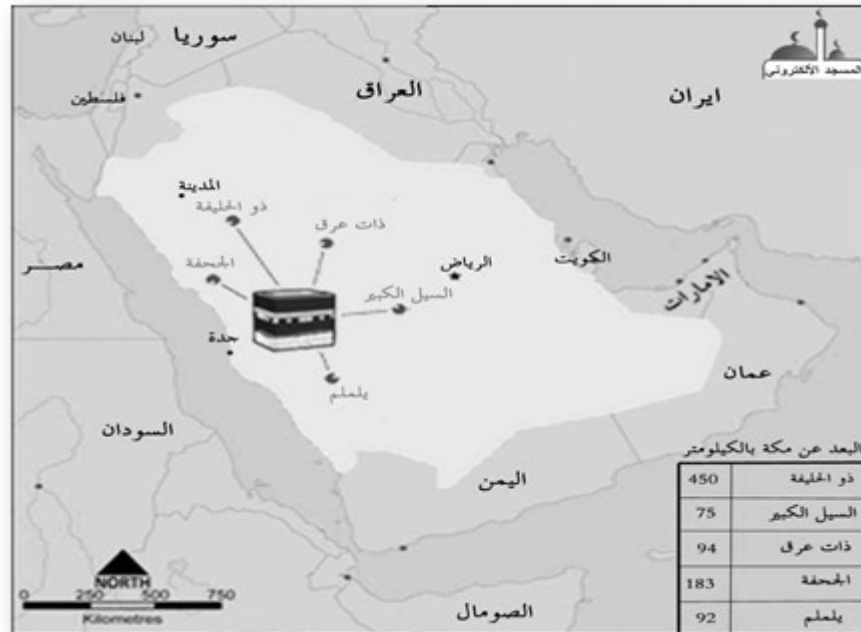 سوريا
لبنان
المسجد الالكتروني
العراق
ايران
فلسطين
المدينة
ذو الحليفة
ذات عرق
مصر
الجحفة
الرياض
الكويت
السيل الكبير
الامارات
جدة
يلملم
عمان
السودان
اليمن
البعد عن مكة بالكيلومتر
ذو الحليفة 450
السيل الكبير 75
ذات عرق 94
الجحفة 183
يلملم 92
الصومال
NORTH
0 250 500 750
Kilometres